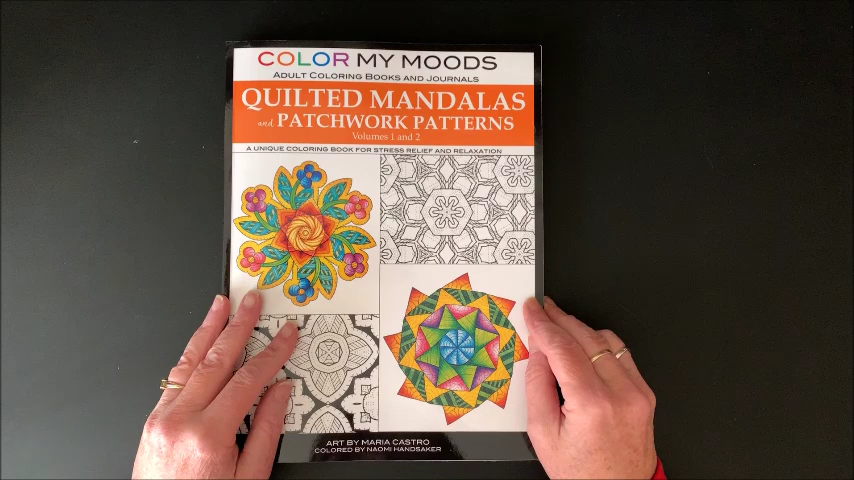 COLOR MY MOODS
ADULT COLORING BOOKS AND JOURNALS
QUILTED MANDALAS
and PATCHWORK PATTERNS
Volumes 1 and 2
A UNIQUE COLORING BOOK FOR STRESS RELIEF AND RELAXATION
ART BY MARIA CASTRO
COLORED BY NAOMI HANDSAKER